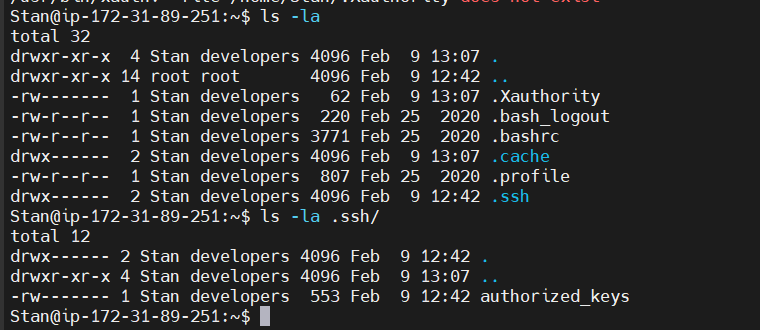 does not exist
Stan@ip-172-31-89-251:~$ ls -la
total 32
drwxr-xr-x  4 Stan developers 4096 Feb  9 13:07 .
drwxr-xr-x 14 root root       4096 Feb  9 12:42 ..
-rw-------  1 Stan developers   62 Feb  9 13:07 .Xauthority
-rw-r--r--  1 Stan developers  220 Feb 25  2020 .bash_logout
-rw-r--r--  1 Stan developers 3771 Feb 25  2020 .bashrc
drwx------  2 Stan developers 4096 Feb  9 13:07 .cache
-rw-r--r--  1 Stan developers  807 Feb 25  2020 .profile
drwx------  2 Stan developers 4096 Feb  9 12:42 .ssh
Stan@ip-172-31-89-251:~$ ls -la .ssh/
total 12
drwx------ 2 Stan developers 4096 Feb  9 12:42 .
drwxr-xr-x 4 Stan developers 4096 Feb  9 13:07 ..
-rw------- 1 Stan developers  553 Feb  9 12:42 authorized_keys
Stan@ip-172-31-89-251:~$